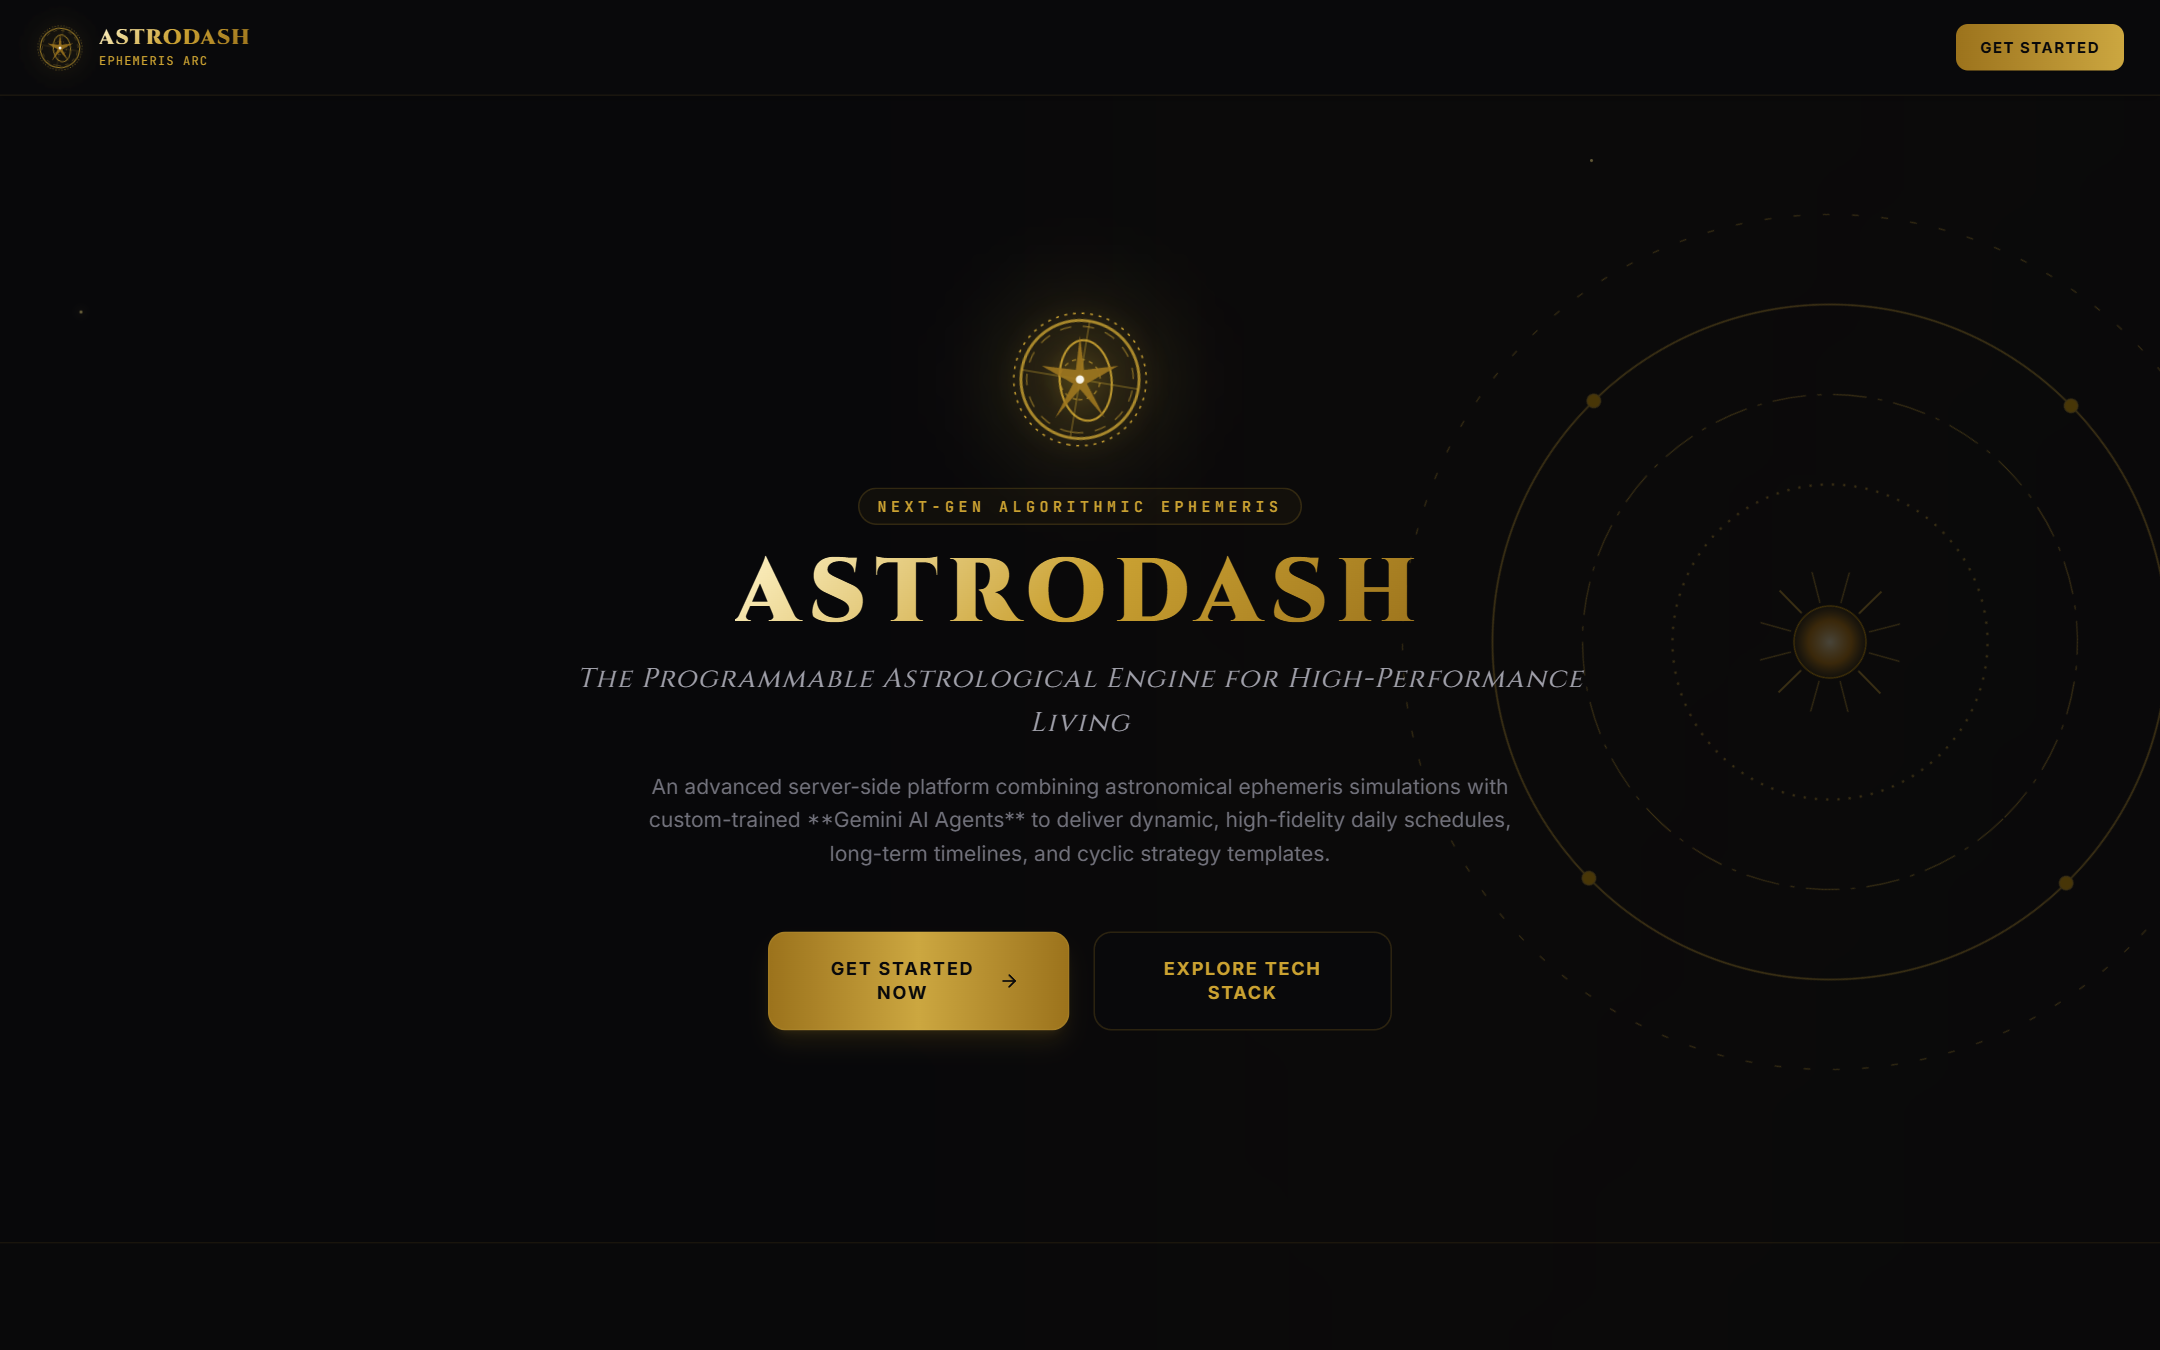 ASTRODASH
EPHEMERIS ARC
GET STARTED
NEXT-GEN ALGORITHMIC EPHEMERIS
ASTRODASH
The Programmable Astrological Engine for High-Performance
Living
An advanced server-side platform combining astronomical ephemeris simulations with
custom-trained **Gemini AI Agents** to deliver dynamic, high-fidelity daily schedules,
long-term timelines, and cyclic strategy templates.
GET STARTED
NOW
EXPLORE TECH
STACK